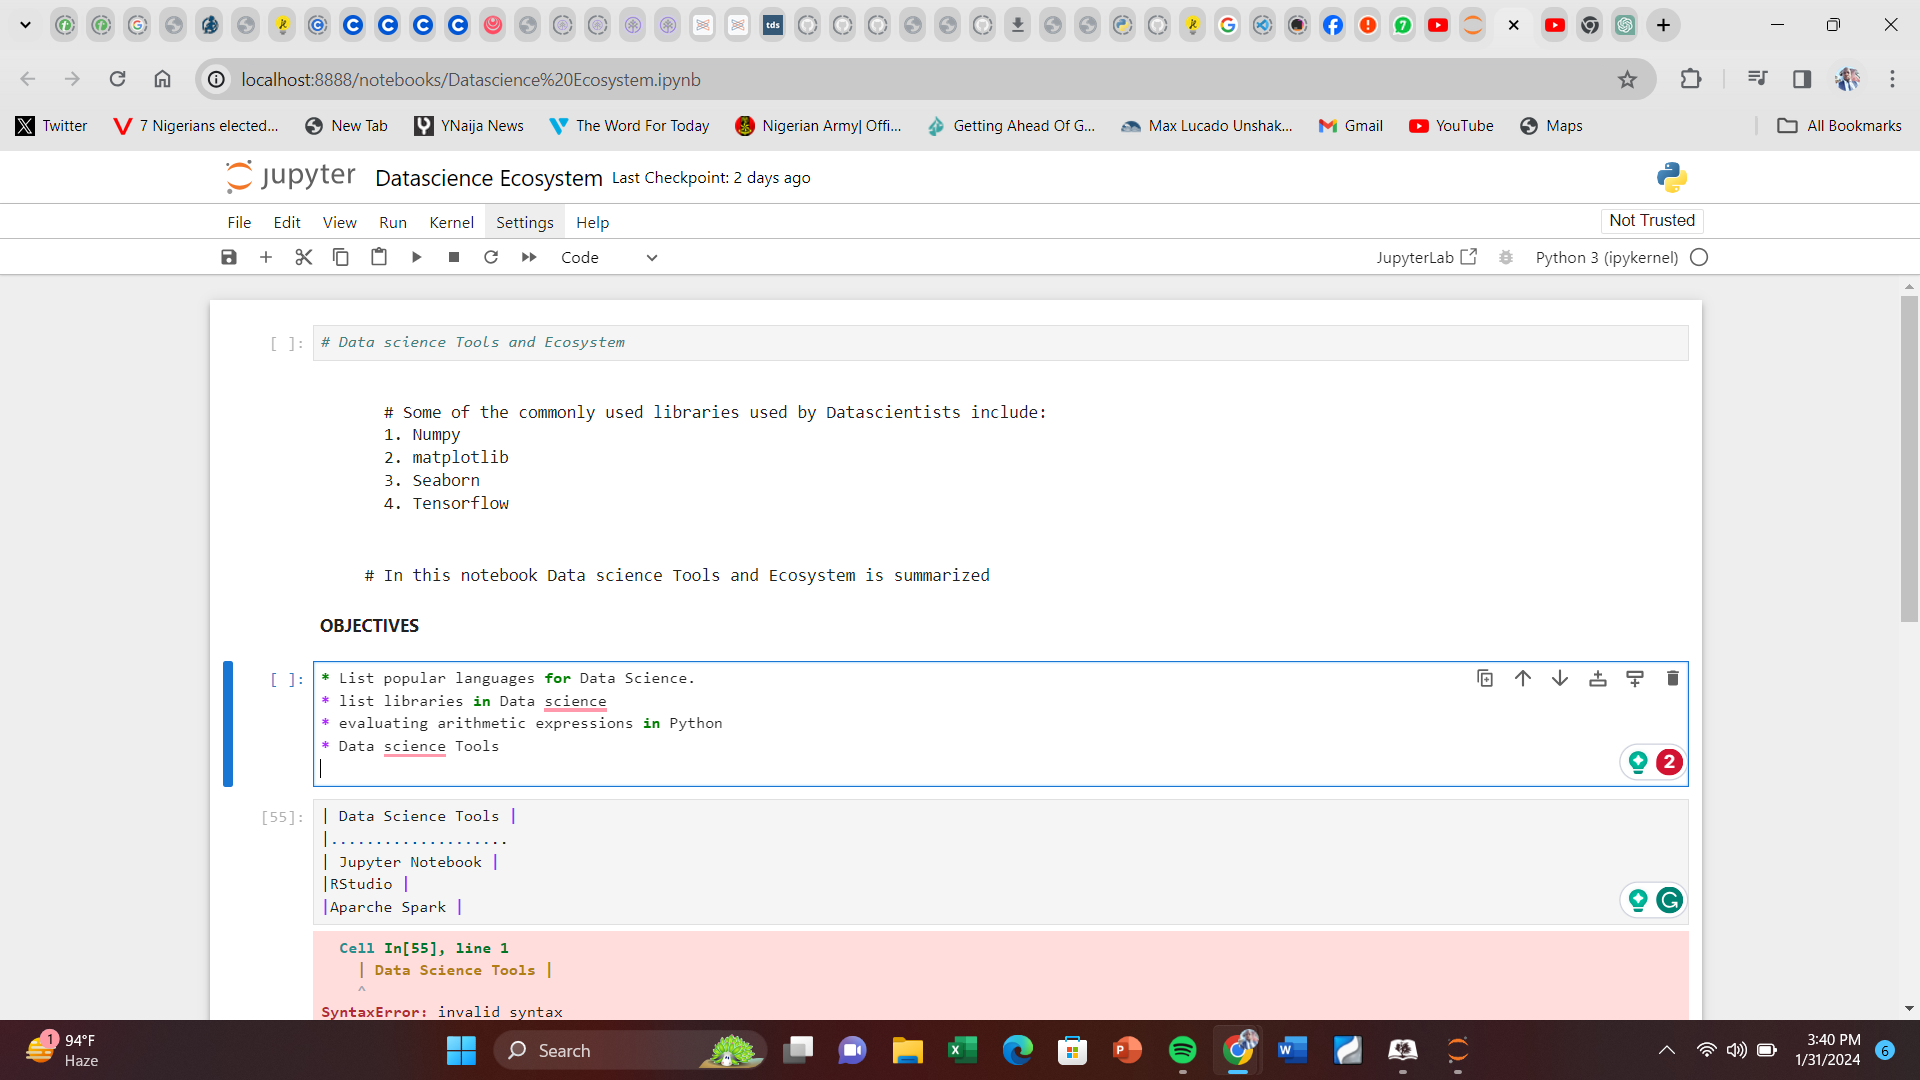 tds
localhost:8888/notebooks/Datascience%20Ecosystem.ipynb
Twitter
7 Nigerians elected...
New Tab
YNaija News
The Word For Today
Nigerian Army| Offi...
Getting Ahead Of G...
Max Lucado Unshak...
Gmail
YouTube
Maps
All Bookmarks
jupyter
Datascience Ecosystem Last Checkpoint: 2 days ago
File Edit View Run Kernel Settings Help
Not Trusted
Code
JupyterLab
Python 3 (ipykernel)
[ ]: # Data science Tools and Ecosystem
# Some of the commonly used libraries used by Datascientists include:
1. Numpy
2. matplotlib
3. Seaborn
4. Tensorflow
# In this notebook Data science Tools and Ecosystem is summarized
OBJECTIVES
[ ]: * List popular languages for Data Science.
* list libraries in Data science
* evaluating arithmetic expressions in Python
* Data science Tools
2
[55]: | Data Science Tools |
|....................
| Jupyter Notebook |
|RStudio |
|Aparche Spark |
Cell In[55], line 1
| Data Science Tools |
^
SyntaxError: invalid syntax
1
94°F
Haze
Search
3:40 PM
1/31/2024
6